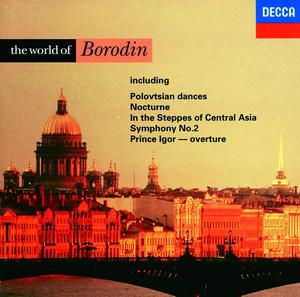 DECCA
the world of Borodin
including
Polovtsian dances
Nocturne
In the Steppes of Central Asia
Symphony No.2
Prince Igor — overture